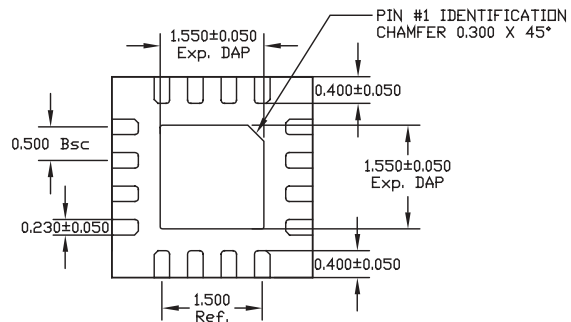 PIN #1 IDENTIFICATION
CHAMFER 0.300 X 45°
1.550±0.050
Exp. DAP
0.400±0.050
0.500 Bsc
1.550±0.050
Exp. DAP
0.230±0.050
0.400±0.050
1.500
Ref.